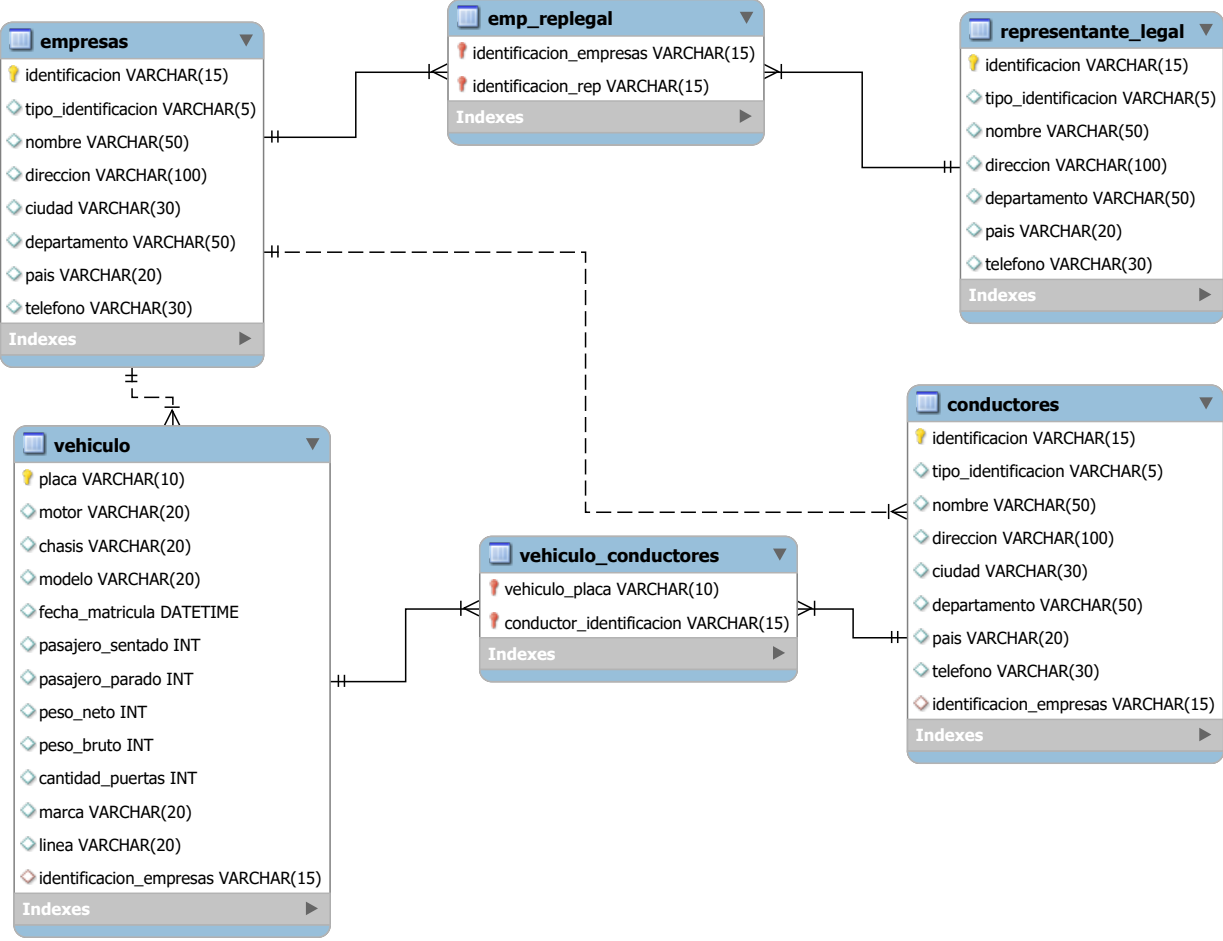 empresas
identificacion VARCHAR(15)
tipo_identificacion VARCHAR(5)
nombre VARCHAR(50)
direccion VARCHAR(100)
ciudad VARCHAR(30)
departamento VARCHAR(50)
pais VARCHAR(20)
telefono VARCHAR(30)
Indexes
emp_replegal
identificacion_empresas VARCHAR(15)
identificacion_rep VARCHAR(15)
Indexes
representante_legal
identificacion VARCHAR(15)
tipo_identificacion VARCHAR(5)
nombre VARCHAR(50)
direccion VARCHAR(100)
departamento VARCHAR(50)
pais VARCHAR(20)
telefono VARCHAR(30)
Indexes
vehiculo
placa VARCHAR(10)
motor VARCHAR(20)
chasis VARCHAR(20)
modelo VARCHAR(20)
fecha_matricula DATETIME
pasajero_sentado INT
pasajero_parado INT
peso_neto INT
peso_bruto INT
cantidad_puertas INT
marca VARCHAR(20)
linea VARCHAR(20)
identificacion_empresas VARCHAR(15)
Indexes
vehiculo_conductores
vehiculo_placa VARCHAR(10)
conductor_identificacion VARCHAR(15)
Indexes
conductores
identificacion VARCHAR(15)
tipo_identificacion VARCHAR(5)
nombre VARCHAR(50)
direccion VARCHAR(100)
ciudad VARCHAR(30)
departamento VARCHAR(50)
pais VARCHAR(20)
telefono VARCHAR(30)
identificacion_empresas VARCHAR(15)
Indexes